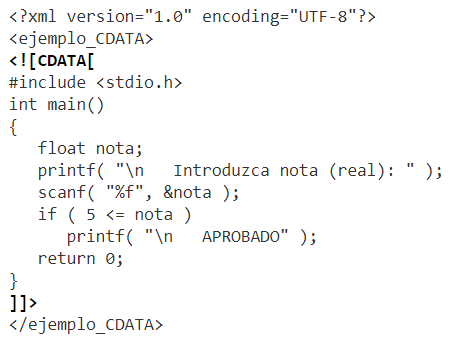 <?xml version="1.0" encoding="UTF-8"?>
<ejemplo_CDATA>
<![CDATA[
#include <stdio.h>
int main()
{
   float nota;
   printf( "\n   Introduzca nota (real): " );
   scanf( "%f", &nota );
   if ( 5 <= nota )
      printf( "\n   APROBADO" );
   return 0;
}
]]>
</ejemplo_CDATA>